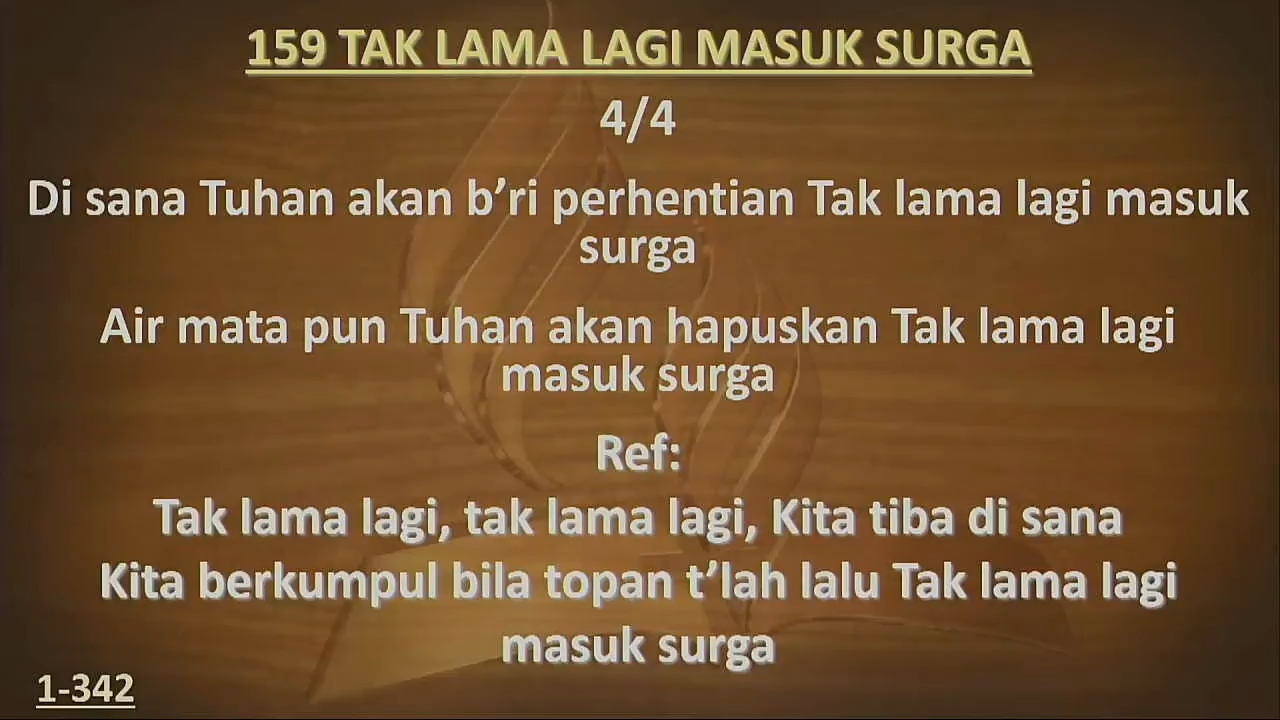 159 TAK LAMA LAGI MASUK SURGA
4/4
Di sana Tuhan akan b’ri perhentian Tak lama lagi masuk
surga
Air mata pun Tuhan akan hapuskan Tak lama lagi
masuk surga
Ref:
Tak lama lagi, tak lama lagi, Kita tiba di sana
Kita berkumpul bila topan t’lah lalu Tak lama lagi
masuk surga
1-342